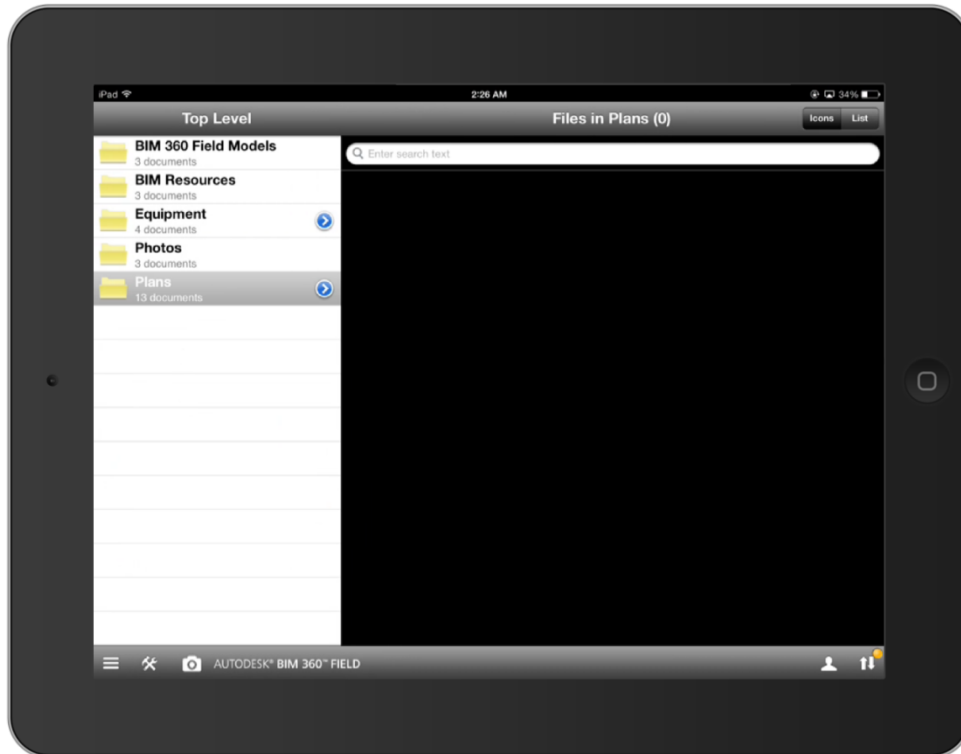 iPad 2:26 AM 34%
Top Level
Files in Plans (0)
Icons List
BIM 360 Field Models
3 documents
Enter search text
BIM Resources
3 documents
Equipment
4 documents
Photos
3 documents
Plans
13 documents
AUTODESK® BIM 360™ FIELD